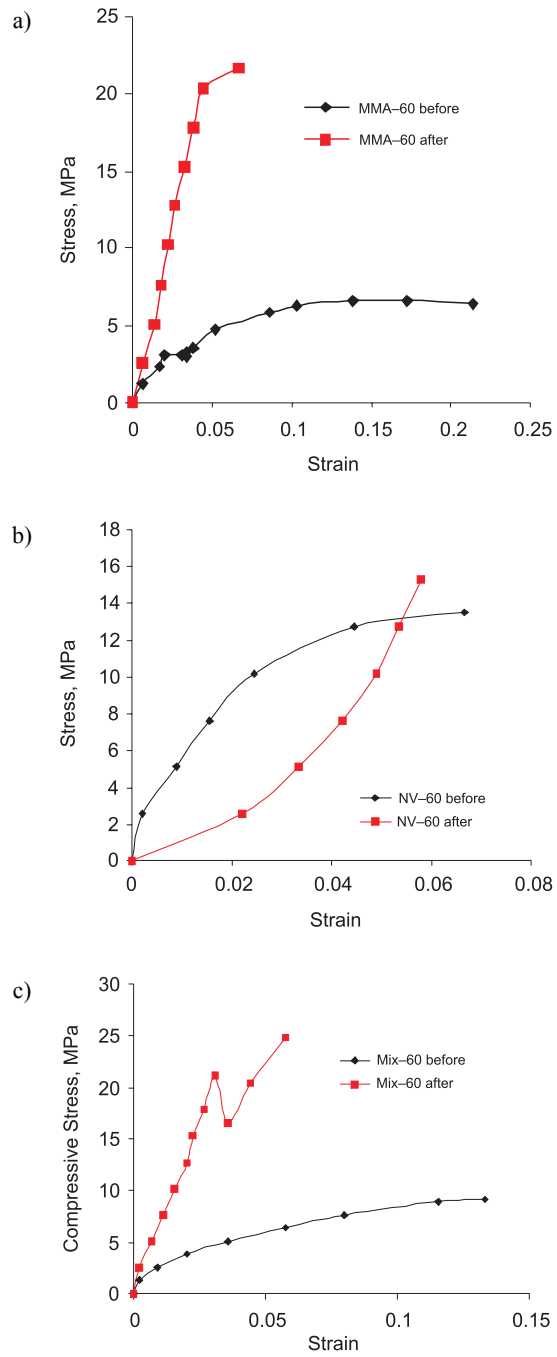 a)
25
20
15
10
5
0
Stress, MPa
MMA–60 before
MMA–60 after
0 0.05 0.1 0.15 0.2 0.25
Strain
b)
18
16
14
12
10
8
6
4
2
0
Stress, MPa
NV–60 before
NV–60 after
0 0.02 0.04 0.06 0.08
Strain
c)
30
25
20
15
10
5
0
Compressive Stress, MPa
Mix–60 before
Mix–60 after
0 0.05 0.1 0.15
Strain